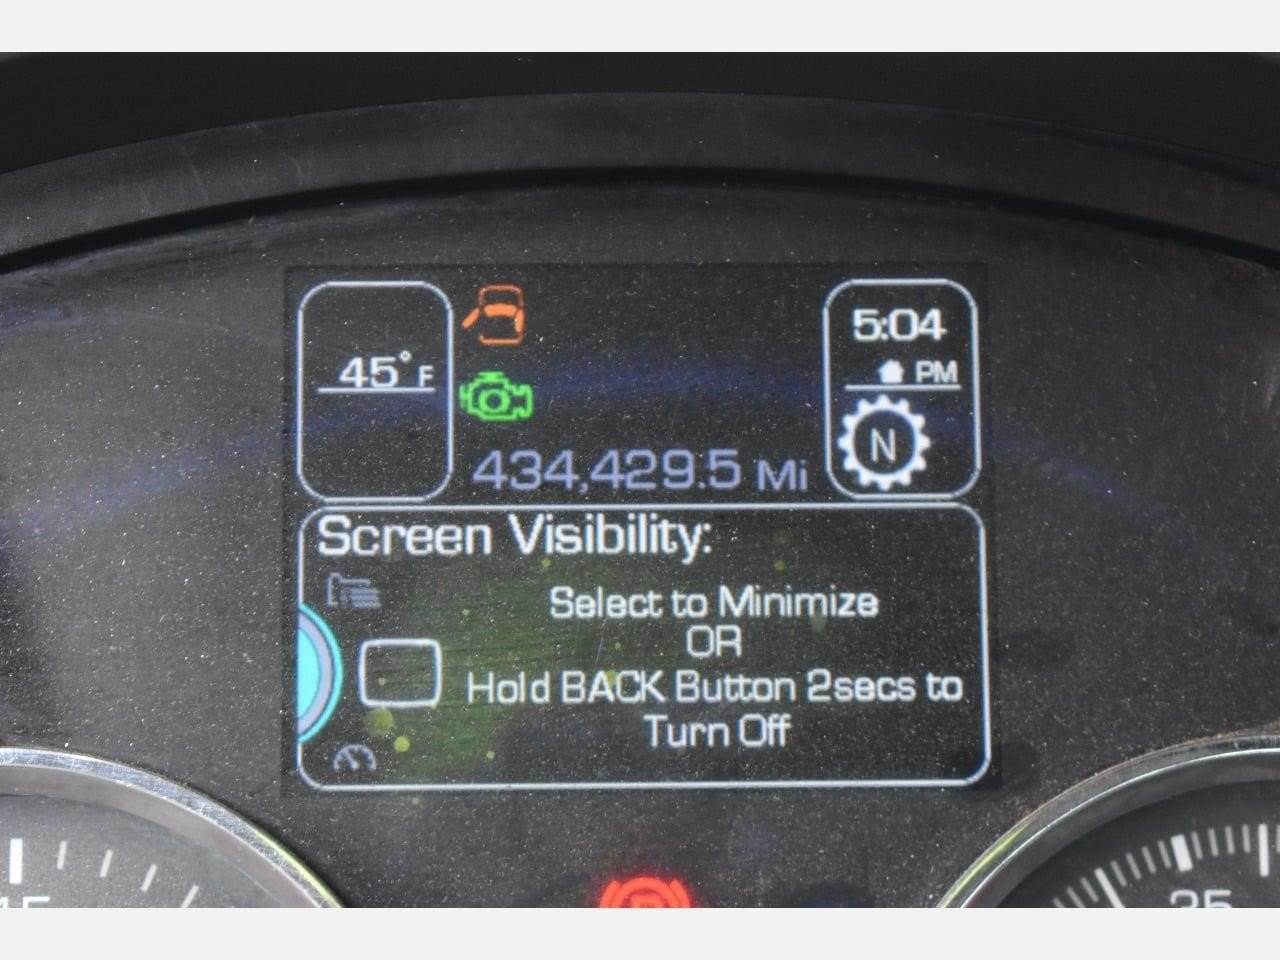 45°F
5:04
PM
N
434,429.5 Mi
Screen Visibility:
Select to Minimize
OR
Hold BACK Button 2secs to
Turn Off